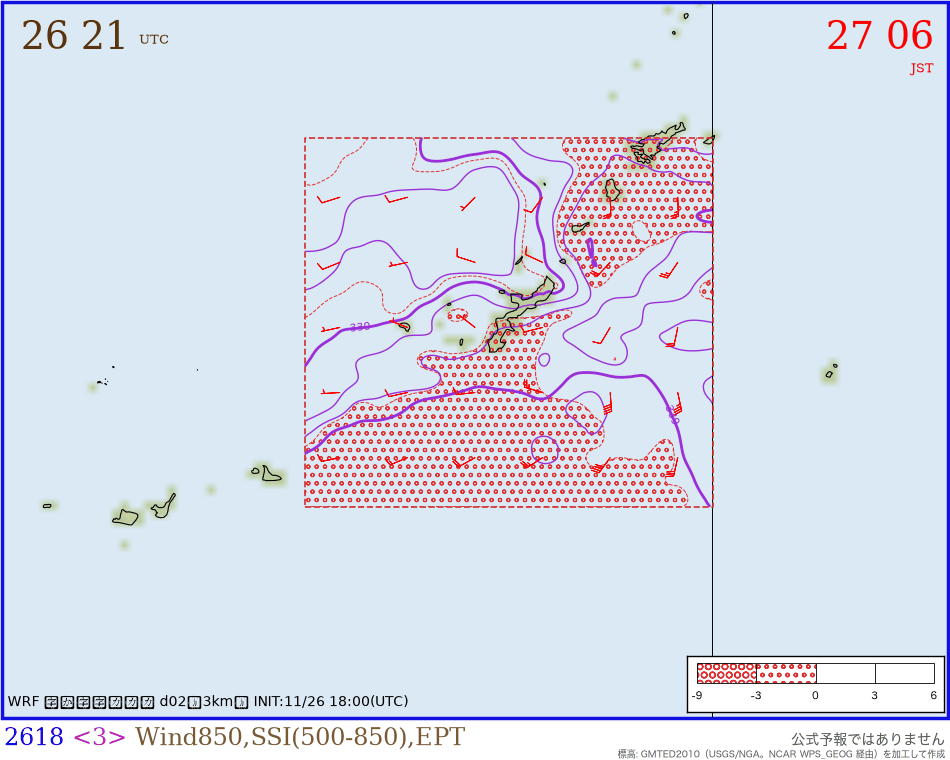 26 21 UTC
27 06
JST
330
-9 -3 0 3 6
WRF d02 3km INIT:11/26 18:00(UTC)
2618 <3> Wind850,SSI(500-850),EPT
公式予報ではありません
標高: GMTED2010（USGS/NGA。NCAR WPS_GEOG 経由）を加工して作成